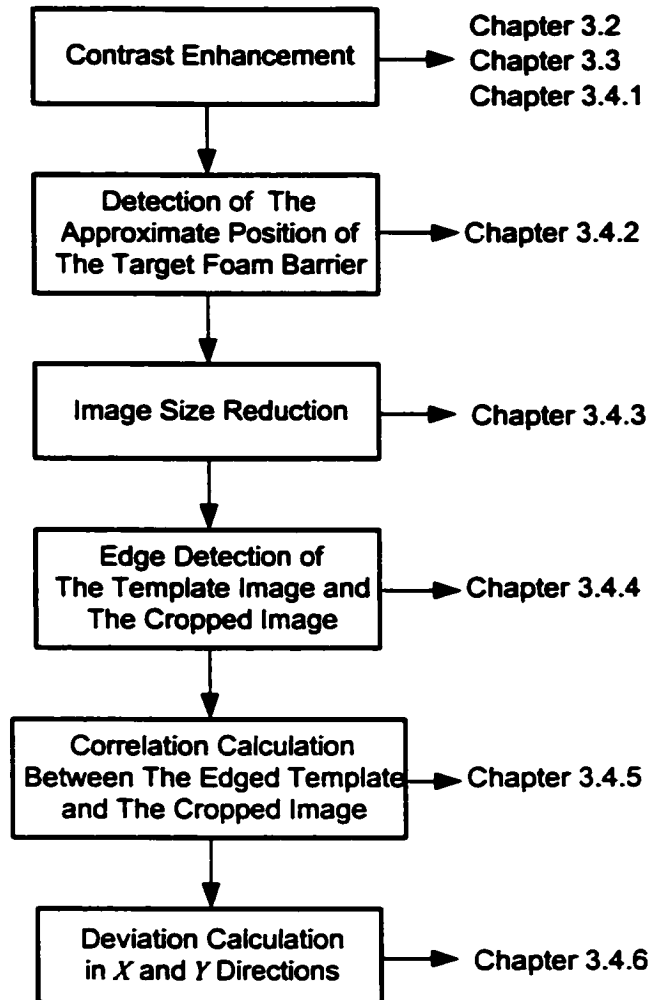 Contrast Enhancement
Chapter 3.2
Chapter 3.3
Chapter 3.4.1
Detection of The
Approximate Position of
The Target Foam Barrier
Chapter 3.4.2
Image Size Reduction
Chapter 3.4.3
Edge Detection of
The Template Image and
The Cropped Image
Chapter 3.4.4
Correlation Calculation
Between The Edged Template
and The Cropped Image
Chapter 3.4.5
Deviation Calculation
in X and Y Directions
Chapter 3.4.6